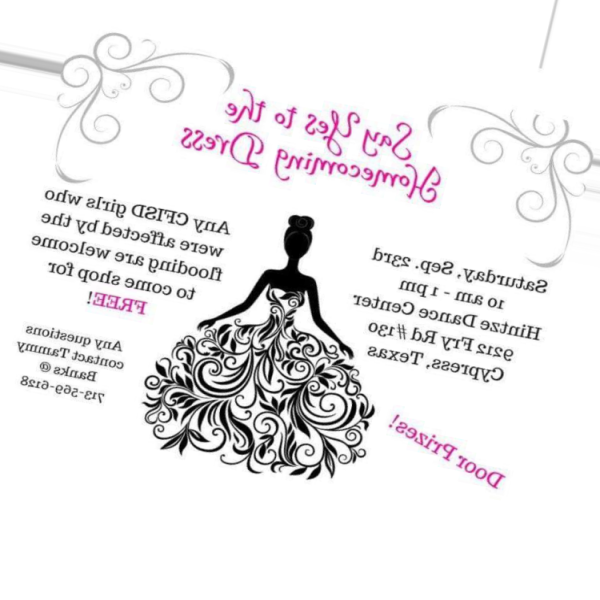 Say Yes to the
Homecoming Dress
Saturday, Sep. 23rd
10 am - 1 pm
Hintze Dance Center
9212 Fry Rd #130
Cypress, Texas
Door Prizes!
Any CFISD girls who
were affected by the
flooding are welcome
to come shop for
FREE!
Any questions
contact Tammy
Banks @
713-569-6128